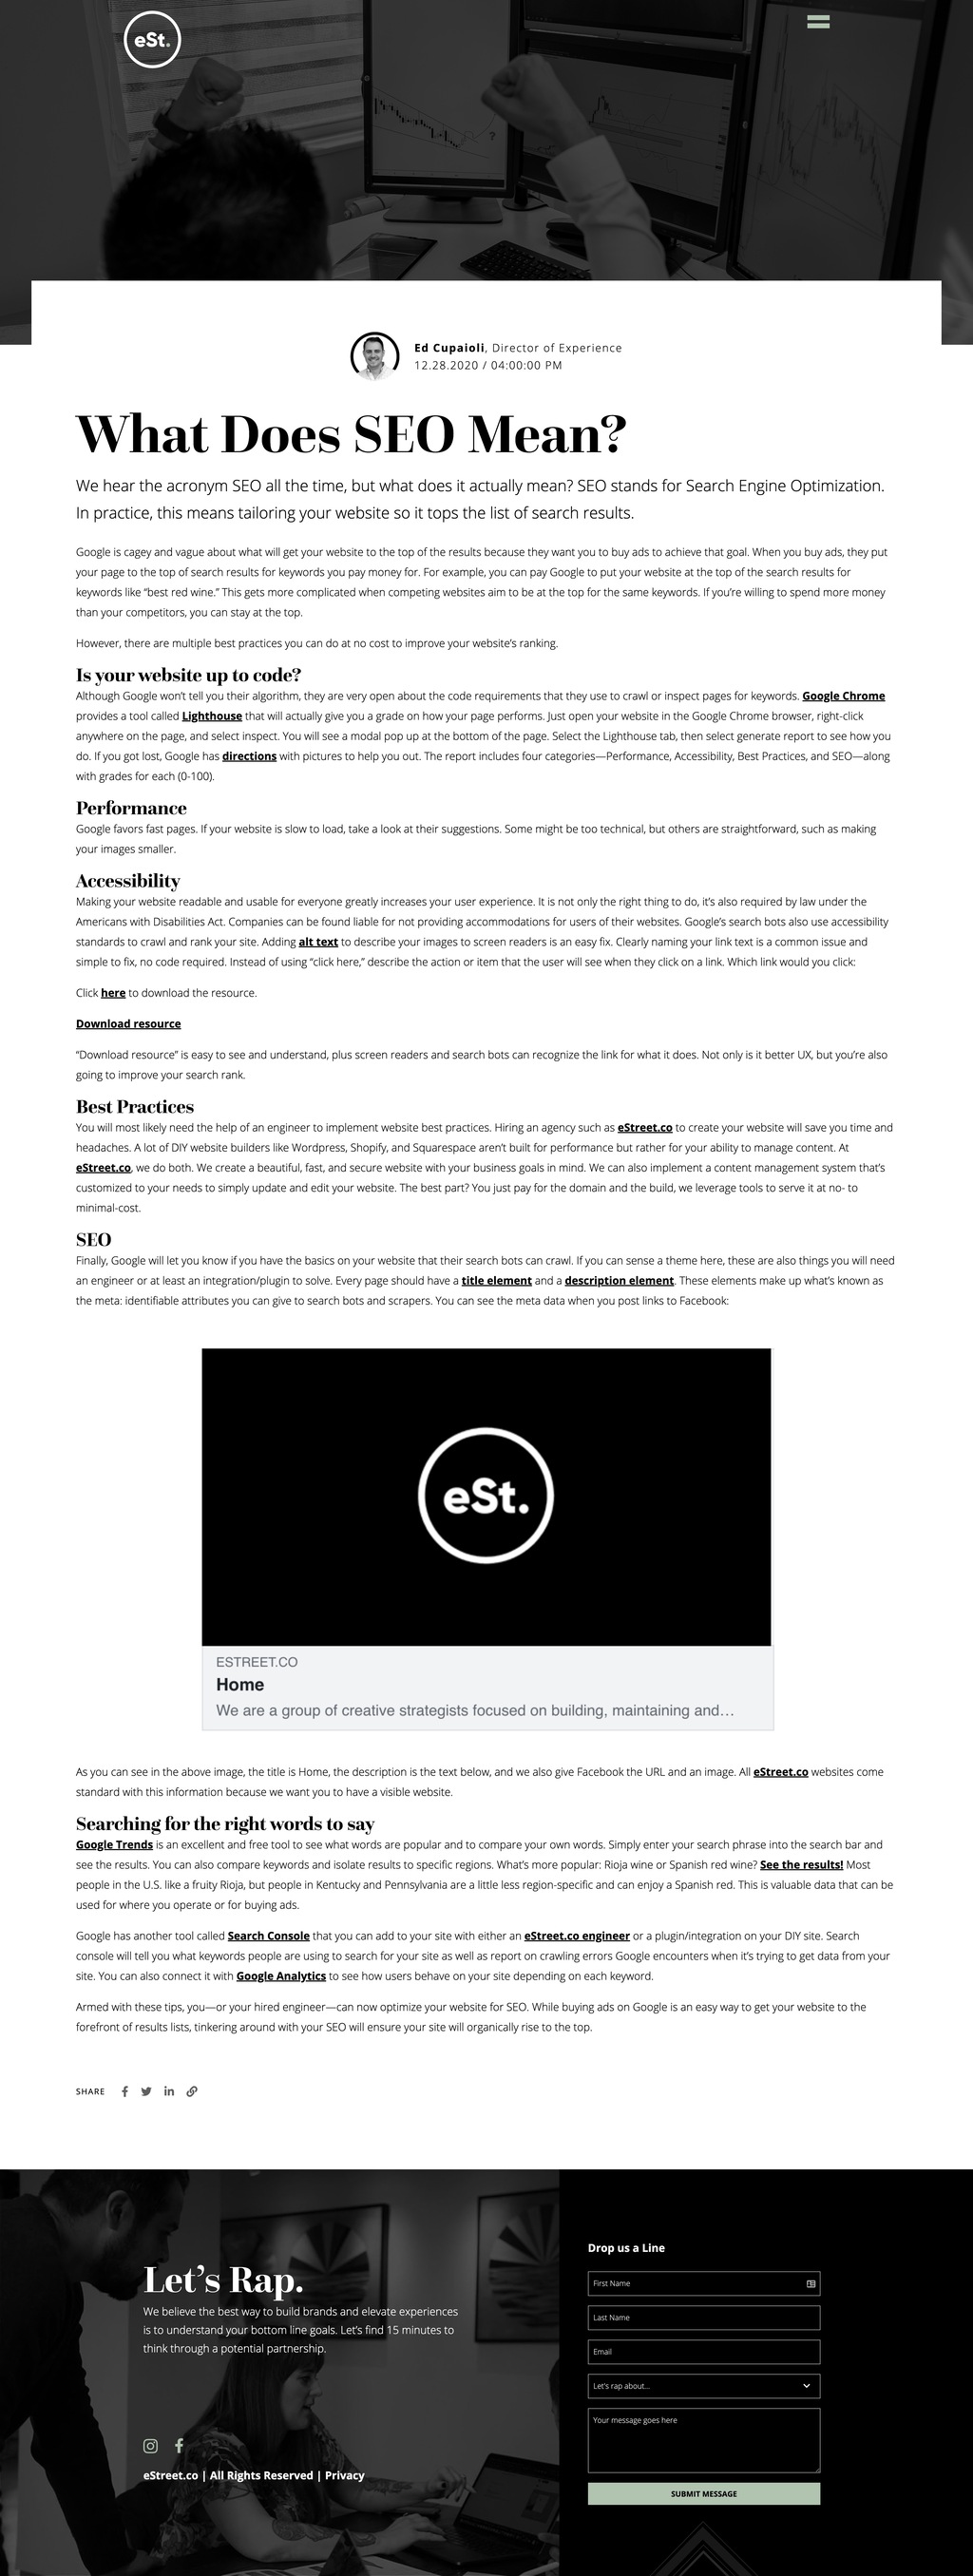 eSt.
?
Ed Cupaioli, Director of Experience
12.28.2020 / 04:00:00 PM
What Does SEO Mean?
We hear the acronym SEO all the time, but what does it actually mean? SEO stands for Search Engine Optimization.
In practice, this means tailoring your website so it tops the list of search results.
Google is cagey and vague about what will get your website to the top of the results because they want you to buy ads to achieve that goal. When you buy ads, they put
your page to the top of search results for keywords you pay money for. For example, you can pay Google to put your website at the top of the search results for
keywords like “best red wine.” This gets more complicated when competing websites aim to be at the top for the same keywords. If you’re willing to spend more money
than your competitors, you can stay at the top.
However, there are multiple best practices you can do at no cost to improve your website’s ranking.
Is your website up to code?
Although Google won’t tell you their algorithm, they are very open about the code requirements that they use to crawl or inspect pages for keywords. Google Chrome
provides a tool called Lighthouse that will actually give you a grade on how your page performs. Just open your website in the Google Chrome browser, right-click
anywhere on the page, and select inspect. You will see a modal pop up at the bottom of the page. Select the Lighthouse tab, then select generate report to see how you
do. If you got lost, Google has directions with pictures to help you out. The report includes four categories—Performance, Accessibility, Best Practices, and SEO—along
with grades for each (0-100).
Performance
Google favors fast pages. If your website is slow to load, take a look at their suggestions. Some might be too technical, but others are straightforward, such as making
your images smaller.
Accessibility
Making your website readable and usable for everyone greatly increases your user experience. It is not only the right thing to do, it’s also required by law under the
Americans with Disabilities Act. Companies can be found liable for not providing accommodations for users of their websites. Google’s search bots also use accessibility
standards to crawl and rank your site. Adding alt text to describe your images to screen readers is an easy fix. Clearly naming your link text is a common issue and
simple to fix, no code required. Instead of using “click here,” describe the action or item that the user will see when they click on a link. Which link would you click:
Click here to download the resource.
Download resource
“Download resource” is easy to see and understand, plus screen readers and search bots can recognize the link for what it does. Not only is it better UX, but you’re also
going to improve your search rank.
Best Practices
You will most likely need the help of an engineer to implement website best practices. Hiring an agency such as eStreet.co to create your website will save you time and
headaches. A lot of DIY website builders like Wordpress, Shopify, and Squarespace aren’t built for performance but rather for your ability to manage content. At
eStreet.co, we do both. We create a beautiful, fast, and secure website with your business goals in mind. We can also implement a content management system that’s
customized to your needs to simply update and edit your website. The best part? You just pay for the domain and the build, we leverage tools to serve it at no- to
minimal-cost.
SEO
Finally, Google will let you know if you have the basics on your website that their search bots can crawl. If you can sense a theme here, these are also things you will need
an engineer or at least an integration/plugin to solve. Every page should have a title element and a description element. These elements make up what’s known as
the meta: identifiable attributes you can give to search bots and scrapers. You can see the meta data when you post links to Facebook:
eSt.
ESTREET.CO
Home
We are a group of creative strategists focused on building, maintaining and…
As you can see in the above image, the title is Home, the description is the text below, and we also give Facebook the URL and an image. All eStreet.co websites come
standard with this information because we want you to have a visible website.
Searching for the right words to say
Google Trends is an excellent and free tool to see what words are popular and to compare your own words. Simply enter your search phrase into the search bar and
see the results. You can also compare keywords and isolate results to specific regions. What’s more popular: Rioja wine or Spanish red wine? See the results! Most
people in the U.S. like a fruity Rioja, but people in Kentucky and Pennsylvania are a little less region-specific and can enjoy a Spanish red. This is valuable data that can be
used for where you operate or for buying ads.
Google has another tool called Search Console that you can add to your site with either an eStreet.co engineer or a plugin/integration on your DIY site. Search
console will tell you what keywords people are using to search for your site as well as report on crawling errors Google encounters when it’s trying to get data from your
site. You can also connect it with Google Analytics to see how users behave on your site depending on each keyword.
Armed with these tips, you—or your hired engineer—can now optimize your website for SEO. While buying ads on Google is an easy way to get your website to the
forefront of results lists, tinkering around with your SEO will ensure your site will organically rise to the top.
SHARE
Let’s Rap.
We believe the best way to build brands and elevate experiences
is to understand your bottom line goals. Let’s find 15 minutes to
think through a potential partnership.
eStreet.co | All Rights Reserved | Privacy
Drop us a Line
First Name
Last Name
Email
Let's rap about...
Your message goes here
SUBMIT MESSAGE